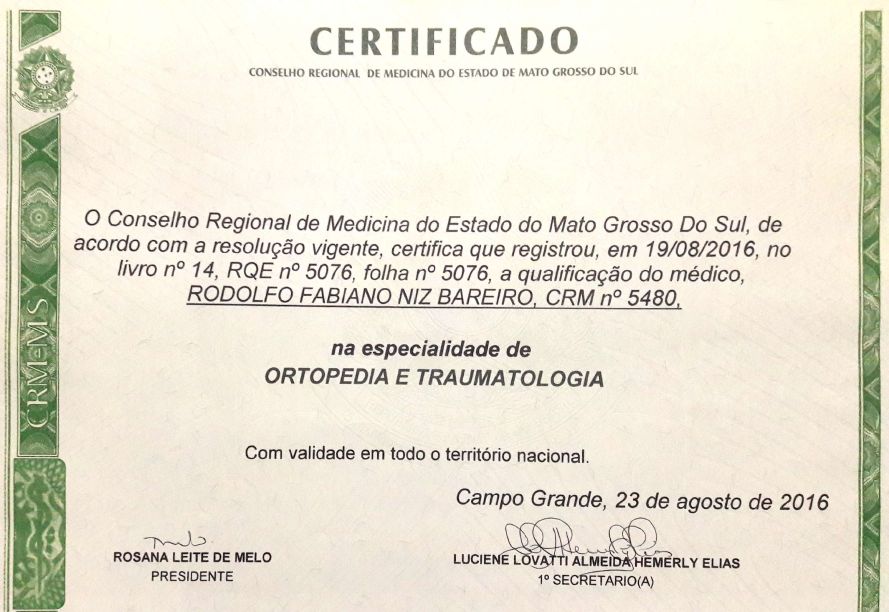 CERTIFICADO
CONSELHO REGIONAL DE MEDICINA DO ESTADO DE MATO GROSSO DO SUL
O Conselho Regional de Medicina do Estado do Mato Grosso Do Sul, de
acordo com a resolução vigente, certifica que registrou, em 19/08/2016, no
livro nº 14, RQE nº 5076, folha nº 5076, a qualificação do médico,
RODOLFO FABIANO NIZ BAREIRO, CRM nº 5480,
na especialidade de
ORTOPEDIA E TRAUMATOLOGIA
Com validade em todo o território nacional.
Campo Grande, 23 de agosto de 2016
ROSANA LEITE DE MELO
PRESIDENTE
LUCIENE LOVATTI ALMEIDA HEMERLY ELIAS
1º SECRETARIO(A)
CRM-MS